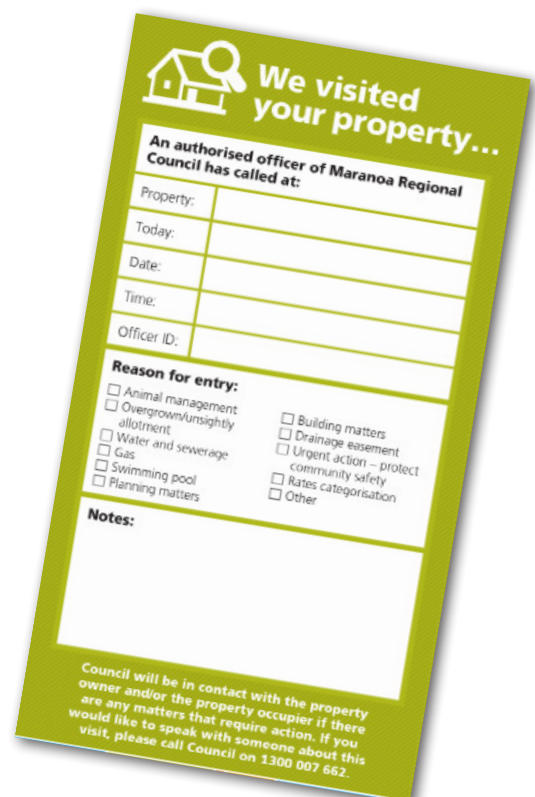 We visited
your property...
An authorised officer of Maranoa Regional
Council has called at:
Property:
Today:
Date:
Time:
Officer ID:
Reason for entry:
Animal management
Overgrown/unsightly
allotment
Water and sewerage
Gas
Swimming pool
Planning matters
Building matters
Drainage easement
Urgent action – protect
community safety
Rates categorisation
Other
Notes:
Council will be in contact with the property
owner and/or the property occupier if there
are any matters that require action. If you
would like to speak with someone about this
visit, please call Council on 1300 007 662.